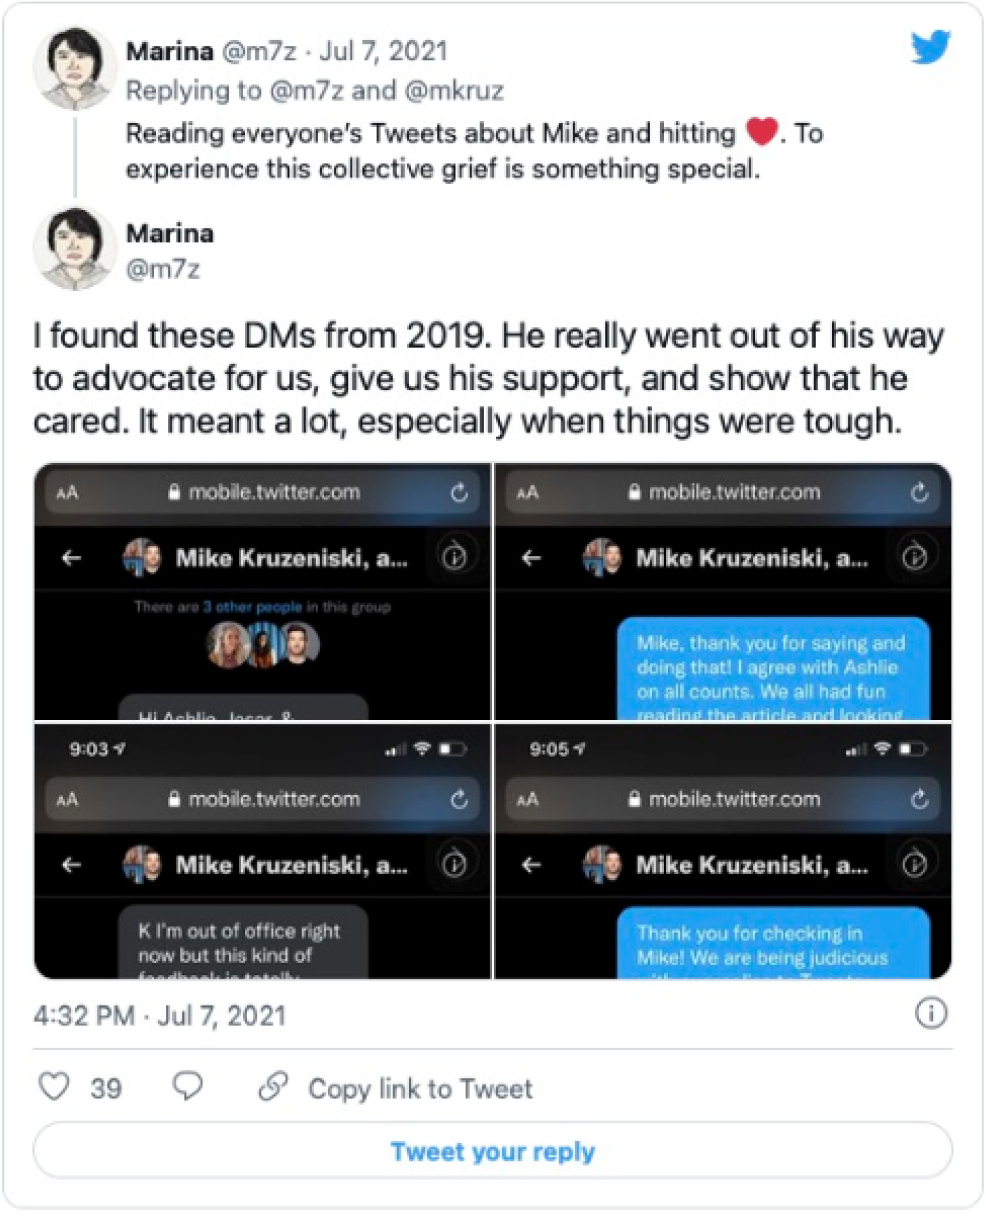 Marina @m7z · Jul 7, 2021
Replying to @m7z and @mkruz
Reading everyone's Tweets about Mike and hitting ❤️. To
experience this collective grief is something special.
Marina
@m7z
I found these DMs from 2019. He really went out of his way
to advocate for us, give us his support, and show that he
cared. It meant a lot, especially when things were tough.
AA mobile.twitter.com
Mike Kruzeniski, a...
There are 3 other people in this group
Hi Ashlie, &
AA mobile.twitter.com
Mike Kruzeniski, a...
Mike, thank you for saying and
doing that! I agree with Ashlie
on all counts. We all had fun
reading the article and looking
9:03
AA mobile.twitter.com
Mike Kruzeniski, a...
K I'm out of office right
now but this kind of
feedback is totally
9:05
AA mobile.twitter.com
Mike Kruzeniski, a...
Thank you for checking in
Mike! We are being judicious
4:32 PM · Jul 7, 2021
39
Copy link to Tweet
Tweet your reply